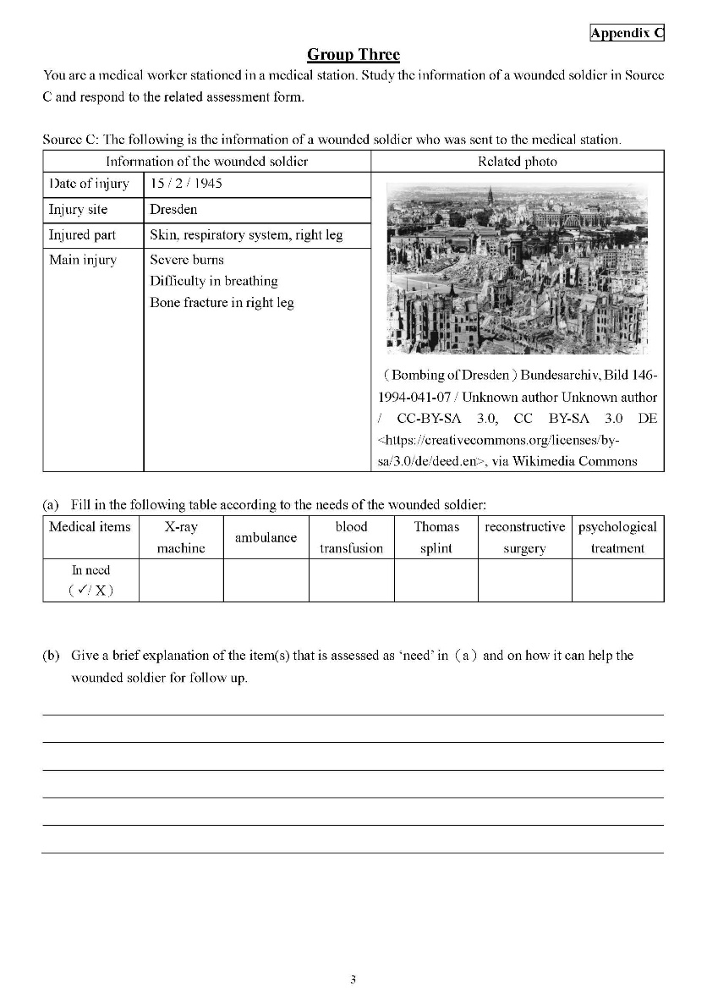 Appendix C
Group Three
You are a medical worker stationed in a medical station. Study the information of a wounded soldier in Source
C and respond to the related assessment form.
Source C: The following is the information of a wounded soldier who was sent to the medical station.
Information of the wounded soldier
Related photo
Date of injury
15 / 2 / 1945
Injury site
Dresden
Injured part
Skin, respiratory system, right leg
Main injury
Severe burns
Difficulty in breathing
Bone fracture in right leg
（Bombing of Dresden）Bundesarchiv, Bild 146-
1994-041-07 / Unknown author Unknown author
/ CC-BY-SA 3.0, CC BY-SA 3.0 DE
<https://creativecommons.org/licenses/by-
sa/3.0/de/deed.en>, via Wikimedia Commons
(a) Fill in the following table according to the needs of the wounded soldier:
Medical items
X-ray
machine
ambulance
blood
transfusion
Thomas
splint
reconstructive
surgery
psychological
treatment
In need
（✓/ X）
(b) Give a brief explanation of the item(s) that is assessed as ‘need’ in（a）and on how it can help the
wounded soldier for follow up.
3